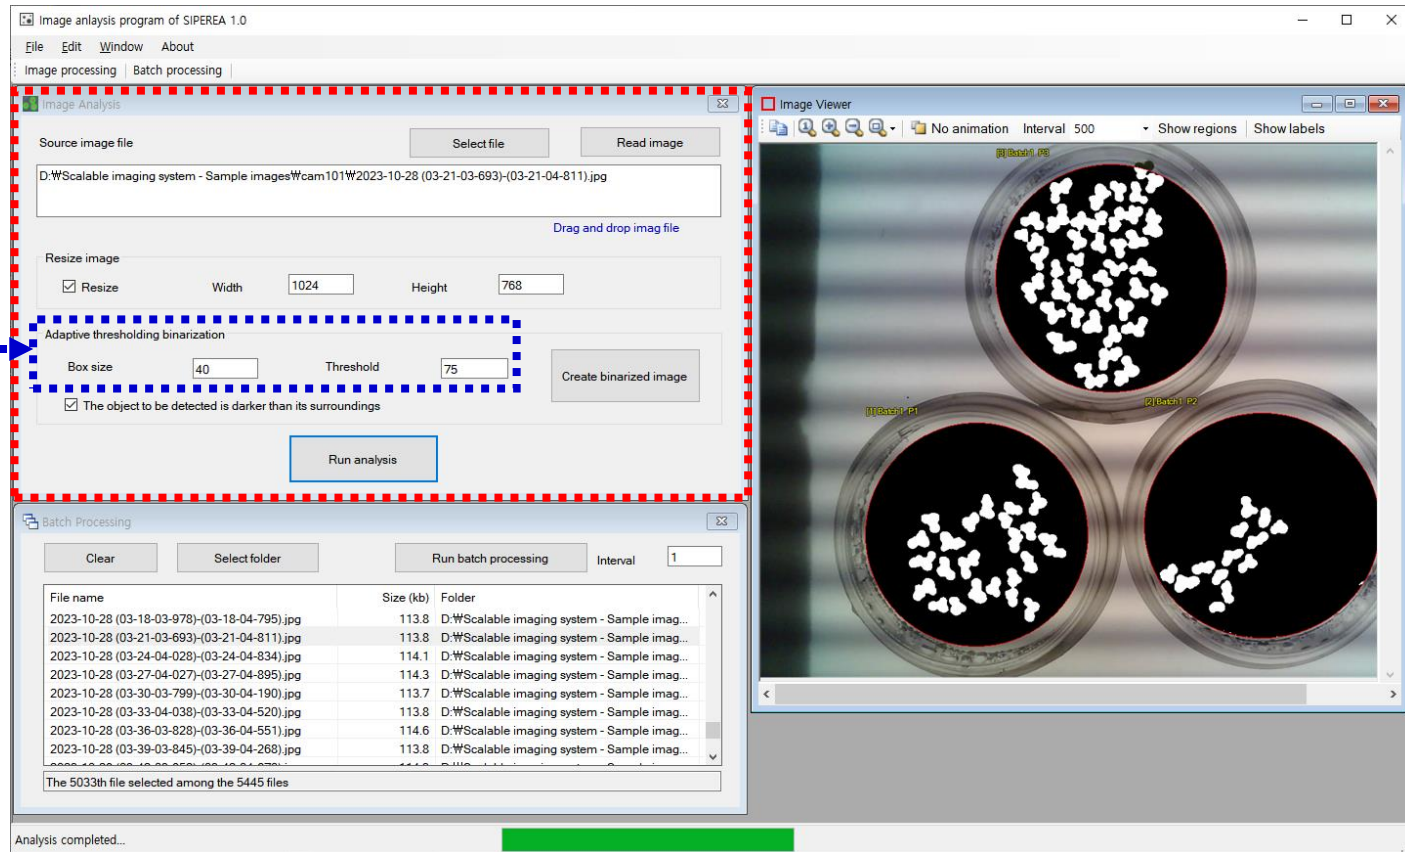 Image anlaysis program of SIPEREA 1.0
File Edit Window About
Image processing Batch processing
Image Analysis
Source image file Select file Read image
D:₩Scalable imaging system - Sample images₩cam101₩2023-10-28 (03-21-03-693)-(03-21-04-811).jpg
Drag and drop imag file
Resize image
Resize Width 1024 Height 768
Adaptive thresholding binarization
Box size 40 Threshold 75
Create binarized image
The object to be detected is darker than its surroundings
Run analysis
Batch Processing
Clear Select folder Run batch processing Interval 1
File name Size (kb) Folder
2023-10-28 (03-18-03-978)-(03-18-04-795).jpg 113.8 D:₩Scalable imaging system - Sample imag...
2023-10-28 (03-21-03-693)-(03-21-04-811).jpg 113.8 D:₩Scalable imaging system - Sample imag...
2023-10-28 (03-24-04-028)-(03-24-04-834).jpg 114.1 D:₩Scalable imaging system - Sample imag...
2023-10-28 (03-27-04-027)-(03-27-04-895).jpg 114.3 D:₩Scalable imaging system - Sample imag...
2023-10-28 (03-30-03-799)-(03-30-04-190).jpg 113.7 D:₩Scalable imaging system - Sample imag...
2023-10-28 (03-33-04-038)-(03-33-04-520).jpg 113.8 D:₩Scalable imaging system - Sample imag...
2023-10-28 (03-36-03-828)-(03-36-04-551).jpg 114.6 D:₩Scalable imaging system - Sample imag...
2023-10-28 (03-39-03-845)-(03-39-04-268).jpg 113.8 D:₩Scalable imaging system - Sample imag...
The 5033th file selected among the 5445 files
Analysis completed...
Image Viewer
No animation Interval 500 Show regions Show labels
[3] Batch1 P3
[1] Batch1 P1
[2] Batch1 P2